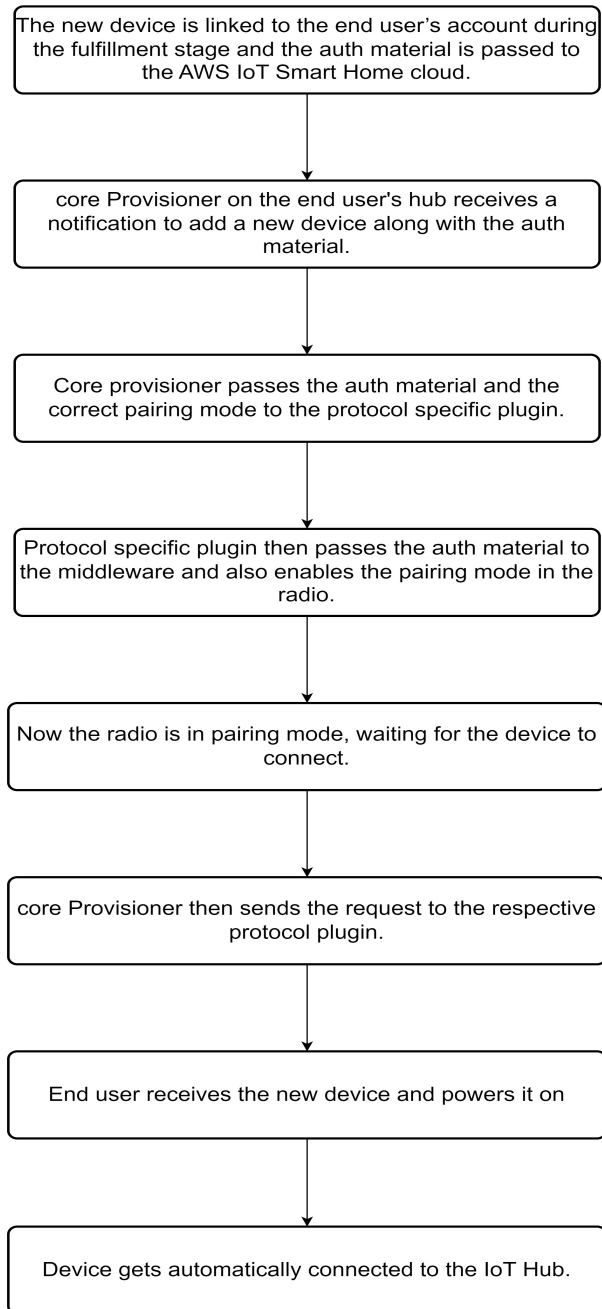 The new device is linked to the end user’s account during
the fulfillment stage and the auth material is passed to
the AWS IoT Smart Home cloud.
core Provisioner on the end user's hub receives a
notification to add a new device along with the auth
material.
Core provisioner passes the auth material and the
correct pairing mode to the protocol specific plugin.
Protocol specific plugin then passes the auth material to
the middleware and also enables the pairing mode in the
radio.
Now the radio is in pairing mode, waiting for the device to
connect.
core Provisioner then sends the request to the respective
protocol plugin.
End user receives the new device and powers it on
Device gets automatically connected to the IoT Hub.